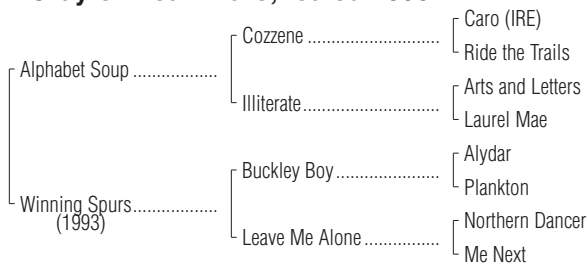 Caro (IRE)
Cozzene ................................
Ride the Trails
Alphabet Soup ....................
Arts and Letters
Illiterate.................................
Laurel Mae
Alydar
Buckley Boy .........................
Plankton
Winning Spurs....................
(1993)
Northern Dancer
Leave Me Alone ..................
Me Next